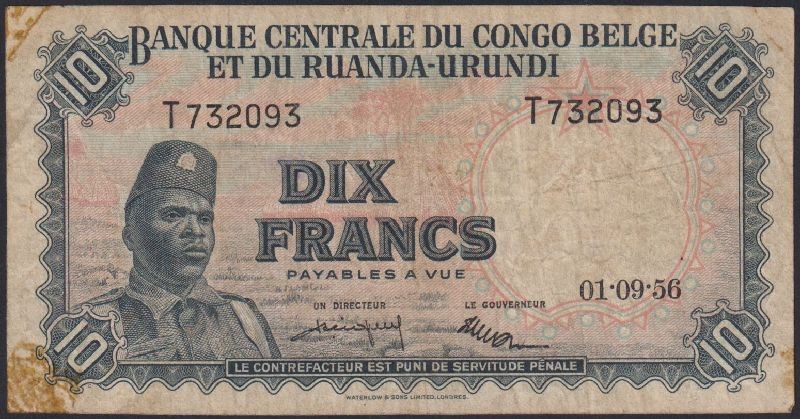 10 BANQUE CENTRALE DU CONGO BELGE 10
ET DU RUANDA-URUNDI
T732093 T732093
DIX
FRANCS
PAYABLES A VUE
UN DIRECTEUR LE GOUVERNEUR
01·09·56
10 10
LE CONTREFACTEUR EST PUNI DE SERVITUDE PÉNALE
WATERLOW & SONS LIMITED, LONDRES.